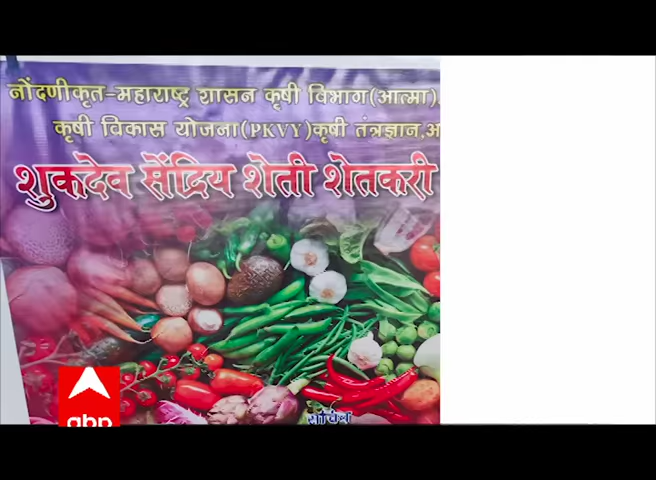 नोंदणीकृत-महाराष्ट्र शासन कृषी विभाग(आत्मा).
कृषी विकास योजना(PKVY)कृषी तंत्रज्ञान,अ
शुकदेव सेंद्रिय शेती शेतकरी
abp